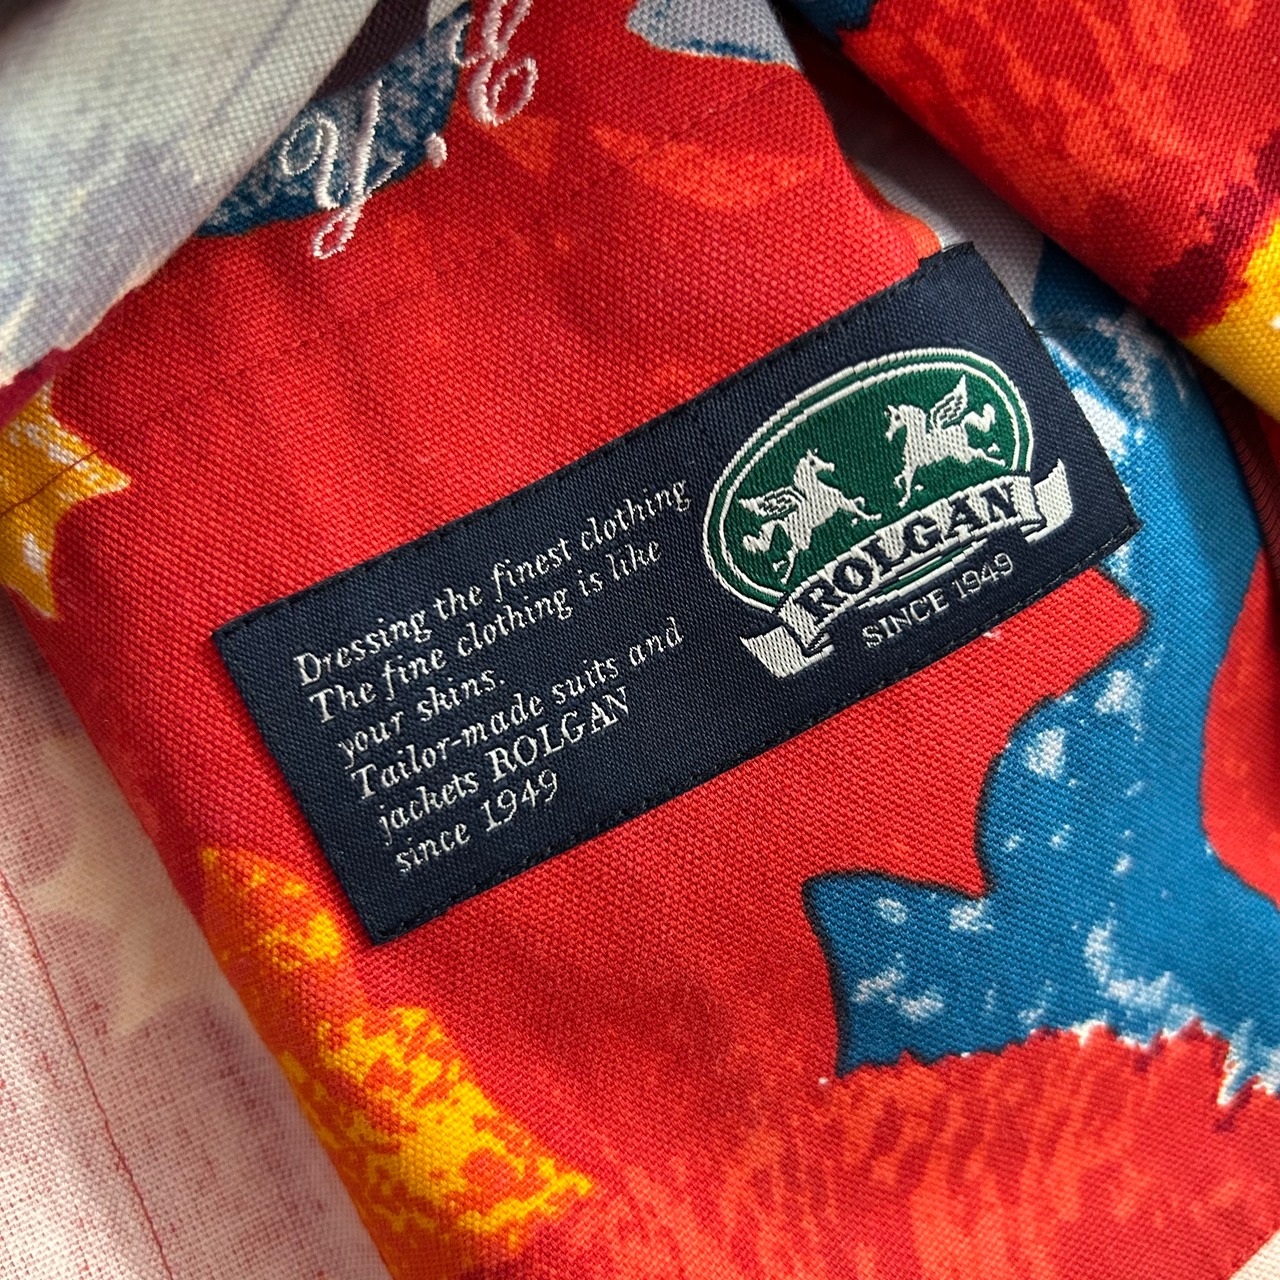 Dressing the finest clothing
The fine clothing is like
your skins.
Tailor-made suits and
jackets ROLGAN
since 1949
ROLGAN
SINCE 1949